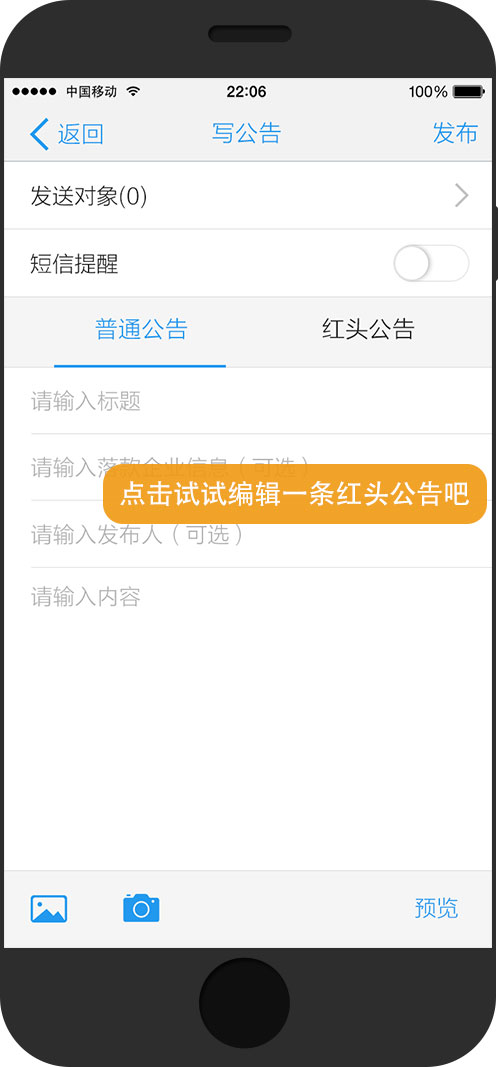 中国移动 22:06 100%
返回 写公告 发布
发送对象(0)
短信提醒
普通公告 红头公告
请输入标题
请输入落款企业信息（可选）
点击试试编辑一条红头公告吧
请输入发布人（可选）
请输入内容
预览